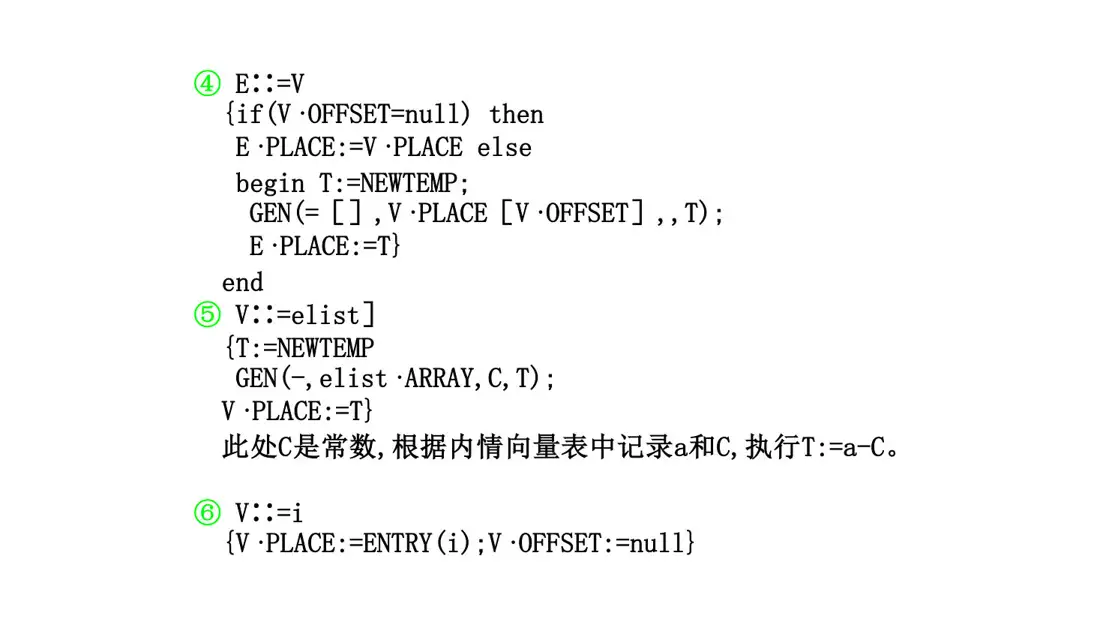 ④ E::=V
{if(V·OFFSET=null) then
E·PLACE:=V·PLACE else
begin T:=NEWTEMP;
GEN(=[],V·PLACE[V·OFFSET],,T);
E·PLACE:=T}
end
⑤ V::=elist]
{T:=NEWTEMP
GEN(-,elist·ARRAY,C,T);
V·PLACE:=T}
此处C是常数,根据内情向量表中记录a和C,执行T:=a-C。
⑥ V::=i
{V·PLACE:=ENTRY(i);V·OFFSET:=null}